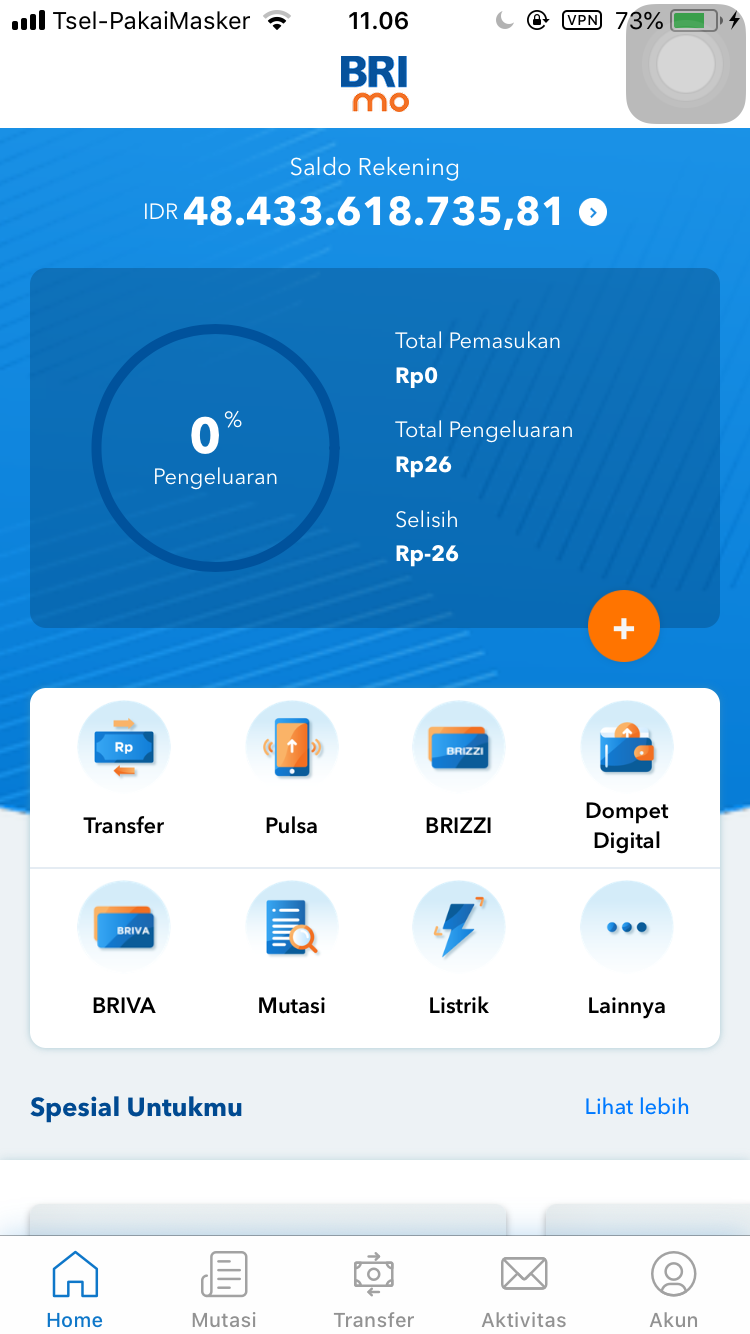 Tsel-PakaiMasker 11.06 VPN 73%
BRI
mo
Saldo Rekening
IDR 48.433.618.735,81
0 %
Pengeluaran
Total Pemasukan
Rp0
Total Pengeluaran
Rp26
Selisih
Rp-26
+
Rp
BRIZZI
Transfer Pulsa BRIZZI Dompet
Digital
BRIVA
BRIVA Mutasi Listrik Lainnya
Spesial Untukmu Lihat lebih
Home Mutasi Transfer Aktivitas Akun